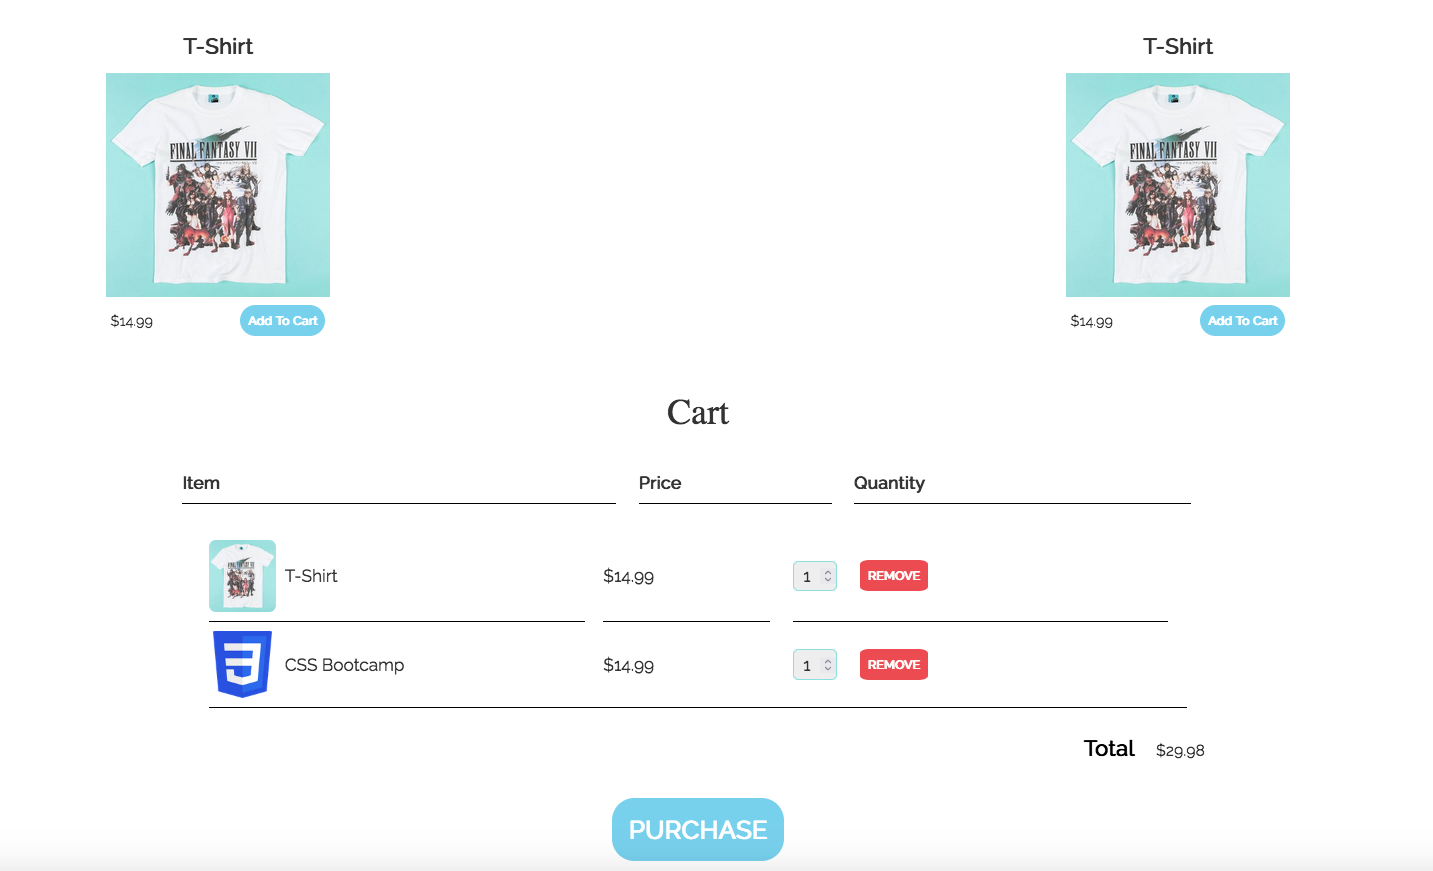 T-Shirt T-Shirt
FINAL FANTASY VII FINAL FANTASY VII
$14.99 Add To Cart $14.99 Add To Cart
Cart
Item Price Quantity
T-Shirt $14.99 1 REMOVE
CSS Bootcamp $14.99 1 REMOVE
Total $29.98
PURCHASE